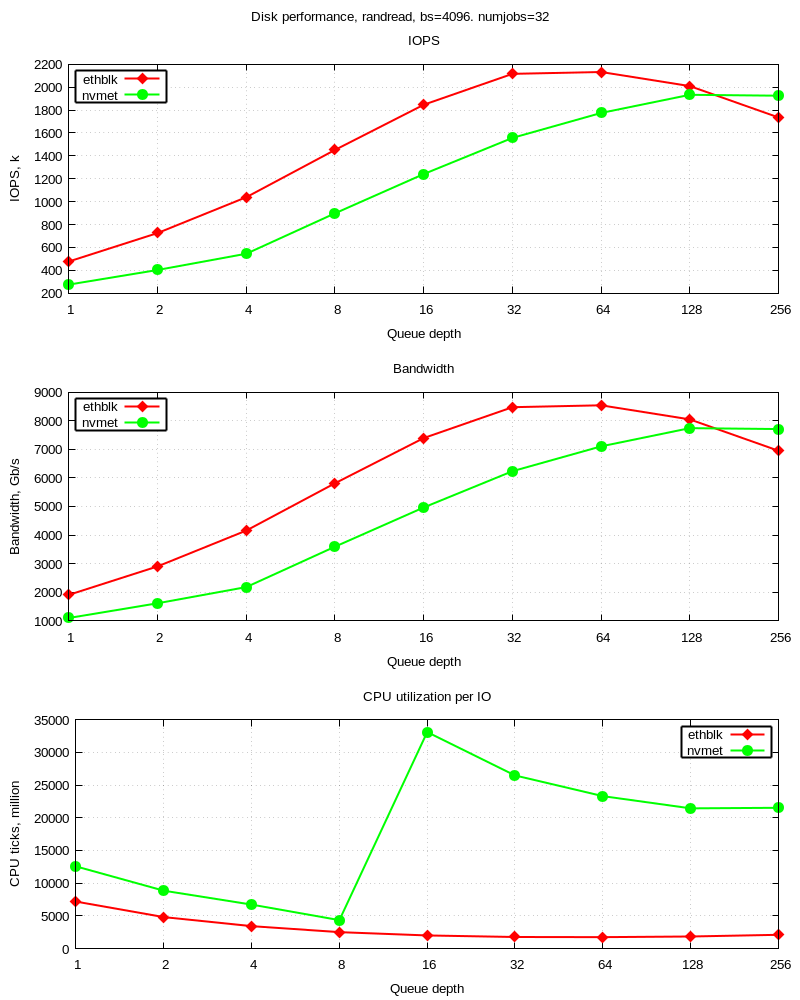 Disk performance, randread, bs=4096. numjobs=32
IOPS
IOPS, k
2200
2000
1800
1600
1400
1200
1000
800
600
400
200
ethblk
nvmet
1 2 4 8 16 32 64 128 256
Queue depth
Bandwidth
Bandwidth, Gb/s
9000
8000
7000
6000
5000
4000
3000
2000
1000
ethblk
nvmet
1 2 4 8 16 32 64 128 256
Queue depth
CPU utilization per IO
CPU ticks, million
35000
30000
25000
20000
15000
10000
5000
0
ethblk
nvmet
1 2 4 8 16 32 64 128 256
Queue depth